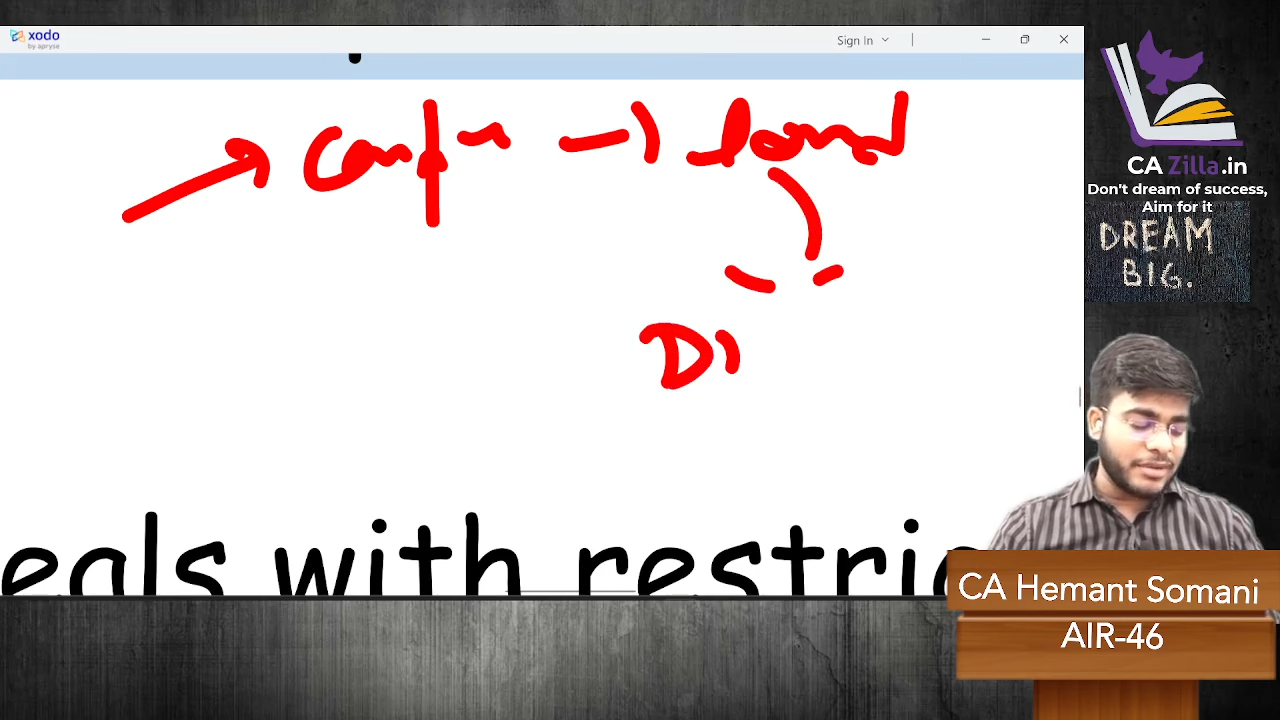 xodo
by apryse
Sign In
eals with restric
CA Zilla.in
Don't dream of success,
Aim for it
DREAM
BIG.
CA Hemant Somani
AIR-46